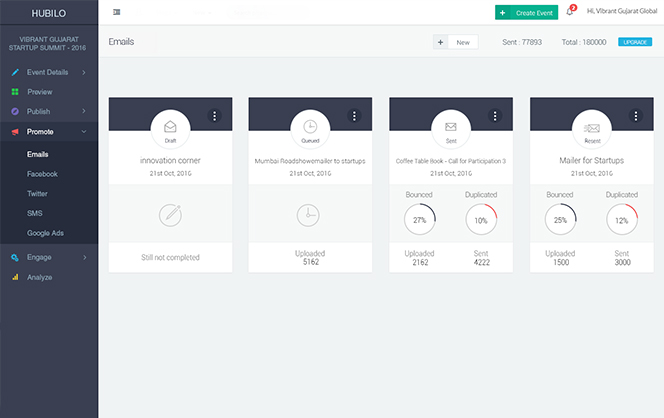 HUBILO
Create Event
2
Hi, Vibrant Gujarat Global
VIBRANT GUJARAT
STARTUP SUMMIT - 2016
Emails
New
Sent : 77893
Total : 180000
UPGRADE
Event Details
Preview
Publish
Promote
Emails
Facebook
Twitter
SMS
Google Ads
Engage
Analyze
Draft
innovation corner
21st Oct, 2016
Still not completed
Queued
Mumbai Roadshowemailer to startups
21st Oct, 2016
Uploaded
5162
Sent
Coffee Table Book - Call for Participation 3
21st Oct, 2016
Bounced Duplicated
27% 10%
Uploaded Sent
2162 4222
Resent
Mailer for Startups
21st Oct, 2016
Bounced Duplicated
25% 12%
Uploaded Sent
1500 3000